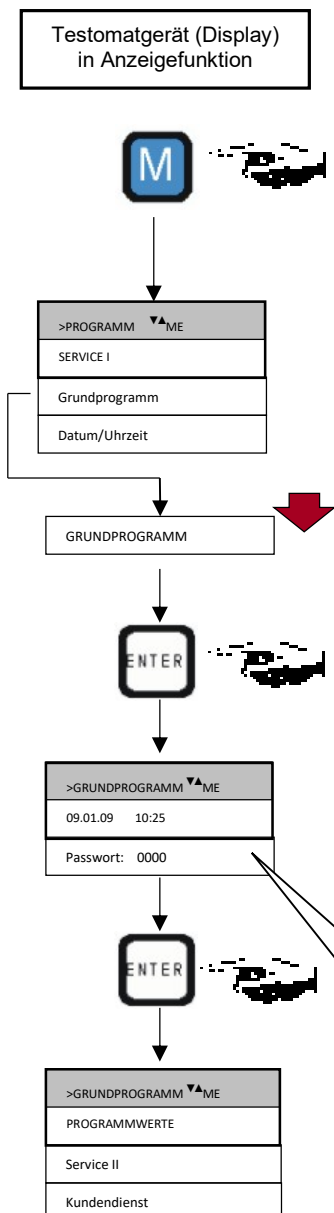 Testomatgerät (Display)
in Anzeigefunktion
M
>PROGRAMM ▼▲ME
SERVICE I
Grundprogramm
Datum/Uhrzeit
GRUNDPROGRAMM
ENTER
>GRUNDPROGRAMM ▼▲ME
09.01.09 10:25
Passwort: 0000
ENTER
>GRUNDPROGRAMM ▼▲ME
PROGRAMMWERTE
Service II
Kundendienst